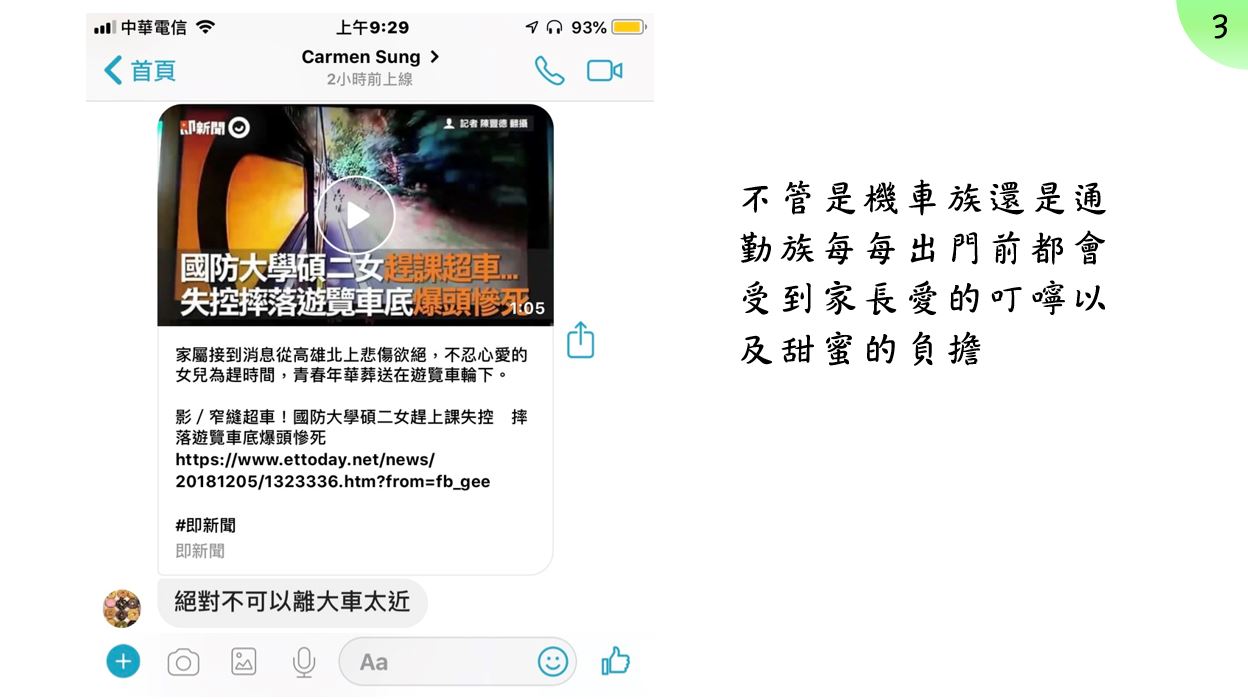 中華電信
上午9:29
93%
首頁
Carmen Sung
2小時前上線
3
即新聞
記者 陳豐德 翻攝
國防大學碩二女趕課超車...
失控摔落遊覽車底爆頭慘死
1:05
家屬接到消息從高雄北上悲傷欲絕，不忍心愛的
女兒為趕時間，青春年華葬送在遊覽車輪下。
影／窄縫超車！國防大學碩二女趕上課失控　摔
落遊覽車底爆頭慘死
https://www.ettoday.net/news/
20181205/1323336.htm?from=fb_gee
#即新聞
即新聞
絕對不可以離大車太近
Aa
不管是機車族還是通
勤族每每出門前都會
受到家長愛的叮嚀以
及甜蜜的負擔